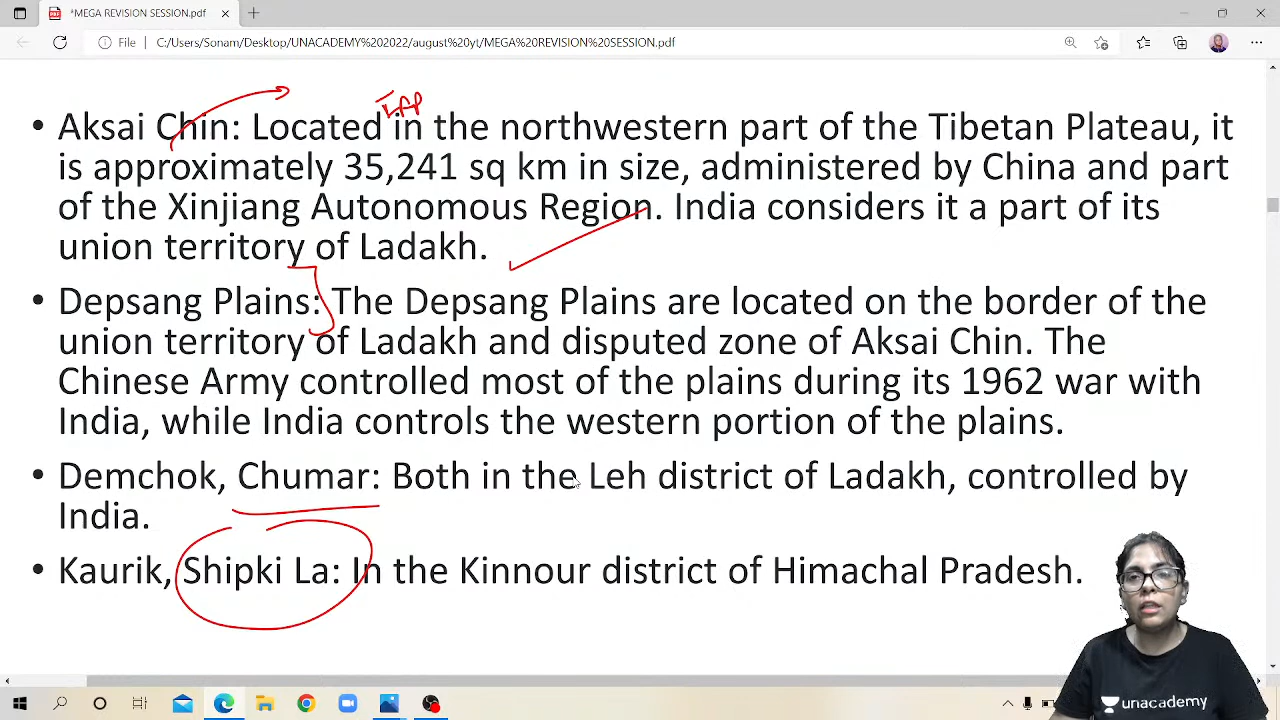 *MEGA REVISION SESSION.pdf
File C:/Users/Sonam/Desktop/UNACADEMY%202022/august%20yt/MEGA%20REVISION%20SESSION.pdf
Imp
• Aksai Chin: Located in the northwestern part of the Tibetan Plateau, it
is approximately 35,241 sq km in size, administered by China and part
of the Xinjiang Autonomous Region. India considers it a part of its
union territory of Ladakh.
• Depsang Plains: The Depsang Plains are located on the border of the
union territory of Ladakh and disputed zone of Aksai Chin. The
Chinese Army controlled most of the plains during its 1962 war with
India, while India controls the western portion of the plains.
• Demchok, Chumar: Both in the Leh district of Ladakh, controlled by
India.
• Kaurik, Shipki La: In the Kinnour district of Himachal Pradesh.
unacademy